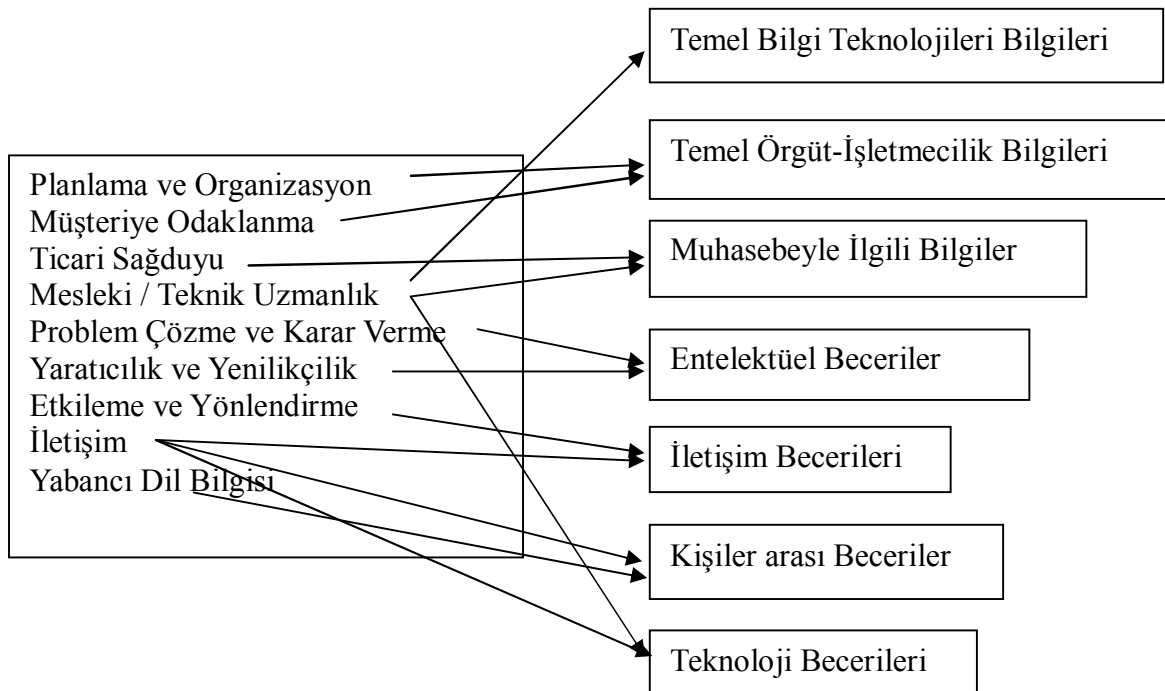 Temel Bilgi Teknolojileri Bilgileri
Temel Örgüt-İşletmecilik Bilgileri
Planlama ve Organizasyon
Müşteriye Odaklanma
Ticari Sağduyu
Mesleki / Teknik Uzmanlık
Problem Çözme ve Karar Verme
Yaratıcılık ve Yenilikçilik
Etkileme ve Yönlendirme
İletişim
Yabancı Dil Bilgisi
Muhasebeyle İlgili Bilgiler
Entelektüel Beceriler
İletişim Becerileri
Kişiler arası Beceriler
Teknoloji Becerileri